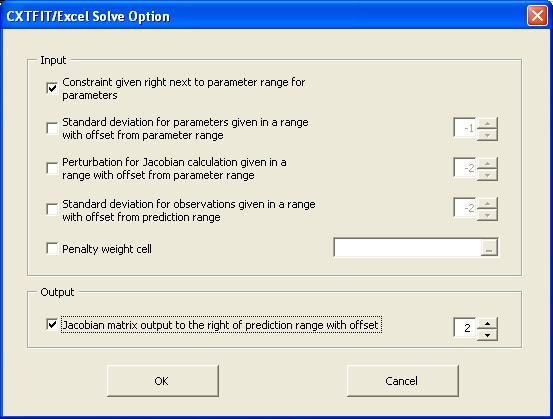 CXTFIT/Excel Solve Option
Input
Constraint given right next to parameter range for
parameters
Standard deviation for parameters given in a range
with offset from parameter range
-1
Perturbation for Jacobian calculation given in a
range with offset from parameter range
-2
Standard deviation for observations given in a range
with offset from prediction range
-2
Penalty weight cell
Output
Jacobian matrix output to the right of prediction range with offset
2
OK
Cancel